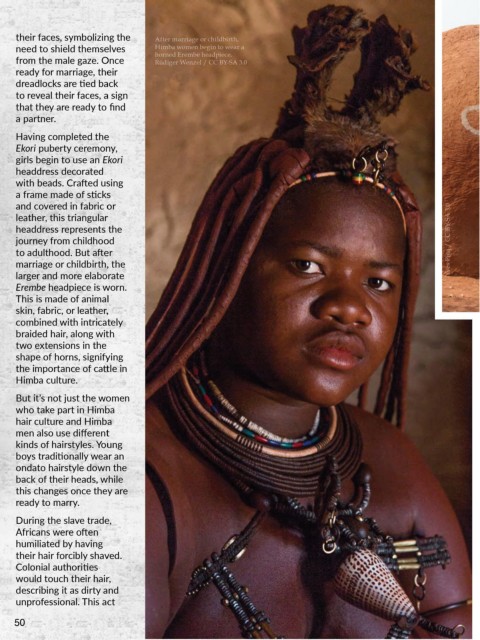 their faces, symbolizing the
need to shield themselves
from the male gaze. Once
ready for marriage, their
dreadlocks are tied back
to reveal their faces, a sign
that they are ready to find
a partner.
Having completed the
Ekori puberty ceremony,
girls begin to use an Ekori
headdress decorated
with beads. Crafted using
a frame made of sticks
and covered in fabric or
leather, this triangular
headdress represents the
journey from childhood
to adulthood. But after
marriage or childbirth, the
larger and more elaborate
Erembe headpiece is worn.
This is made of animal
skin, fabric, or leather,
combined with intricately
braided hair, along with
two extensions in the
shape of horns, signifying
the importance of cattle in
Himba culture.
But it’s not just the women
who take part in Himba
hair culture and Himba
men also use different
kinds of hairstyles. Young
boys traditionally wear an
ondato hairstyle down the
back of their heads, while
this changes once they are
ready to marry.
During the slave trade,
Africans were often
humiliated by having
their hair forcibly shaved.
Colonial authorities
would touch their hair,
describing it as dirty and
unprofessional. This act
50
After marriage or childbirth,
Himba women begin to wear a
horned Erembe headpiece.
Rüdiger Wenzel / CC BY-SA 3.0